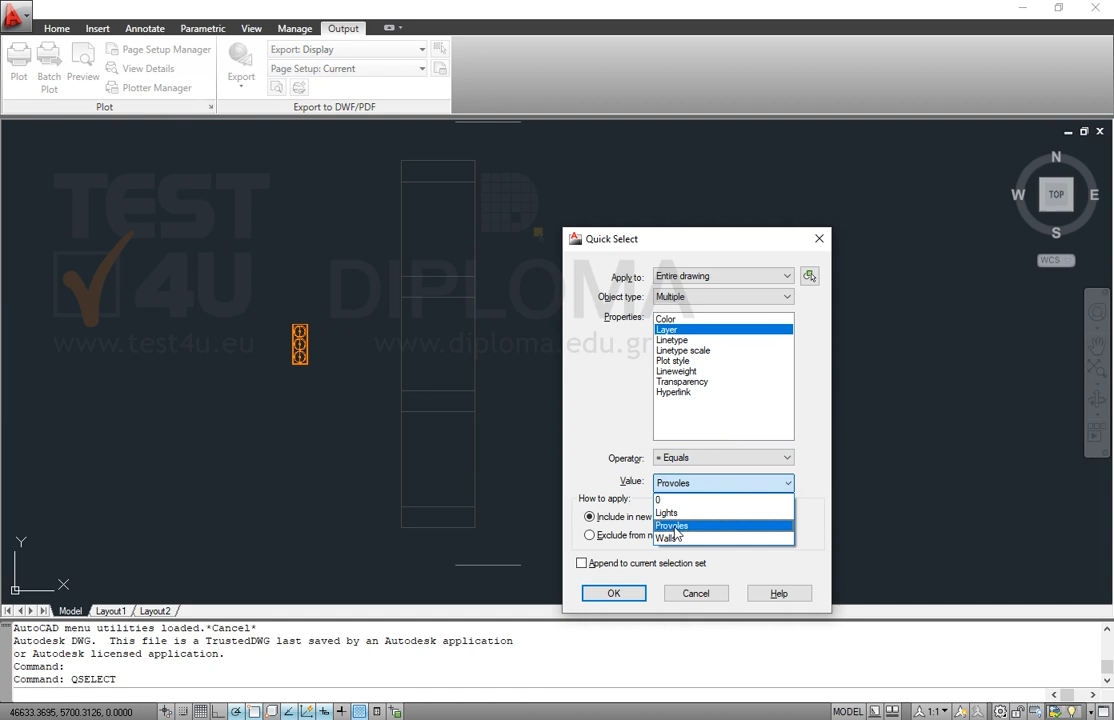 Home Insert Annotate Parametric View Manage Output
Plot Batch Plot Preview Page Setup Manager
View Details
Plotter Manager
Plot
Export Export: Display
Page Setup: Current
Export to DWF/PDF
TEST
4U
www.test4u.eu
D.
DIPLOMA
www.diploma.edu.gr
N
W TOP E
S
WCS
Quick Select
Apply to: Entire drawing
Object type: Multiple
Properties: Color
Layer
Linetype
Linetype scale
Plot style
Lineweight
Transparency
Hyperlink
Operator: = Equals
Value: Provoles
How to apply: 0
Lights
Include in new Provoles
Exclude from n Walls
Append to current selection set
OK Cancel Help
Y
X
Model Layout1 Layout2
AutoCAD menu utilities loaded.*Cancel*
Autodesk DWG. This file is a TrustedDWG last saved by an Autodesk application
or Autodesk licensed application.
Command:
Command: QSELECT
46633.3695, 5700.3126, 0.0000 MODEL 1:1